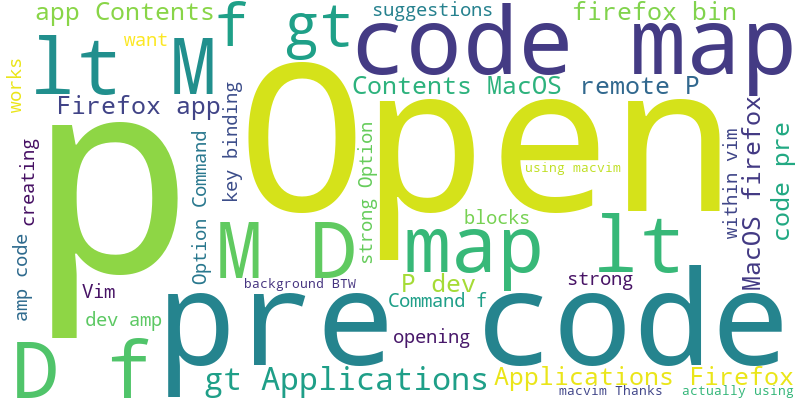 app Contents
f
gt
suggestions
firefox bin
want
code map
lt M
works
Firefox app
key binding
Contents MacOS
remote P
p
Open
creating
Option Command
strong Option
using macvim
within vim
MacOS firefox
code pre
M D
map lt
blocks
amp code
Vim
background BTW
P dev
strong
Command f
dev amp
pre code
opening
D f
gt Applications
Applications Firefox
macvim Thanks
actually using